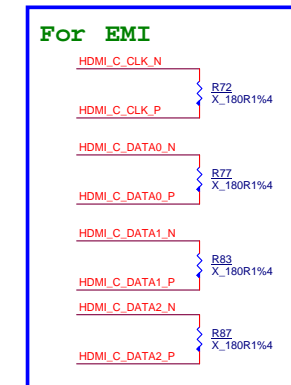 For EMI
HDMI_C_CLK_N
R72
X_180R1%4
HDMI_C_CLK_P
HDMI_C_DATA0_N
R77
X_180R1%4
HDMI_C_DATA0_P
HDMI_C_DATA1_N
R83
X_180R1%4
HDMI_C_DATA1_P
HDMI_C_DATA2_N
R87
X_180R1%4
HDMI_C_DATA2_P